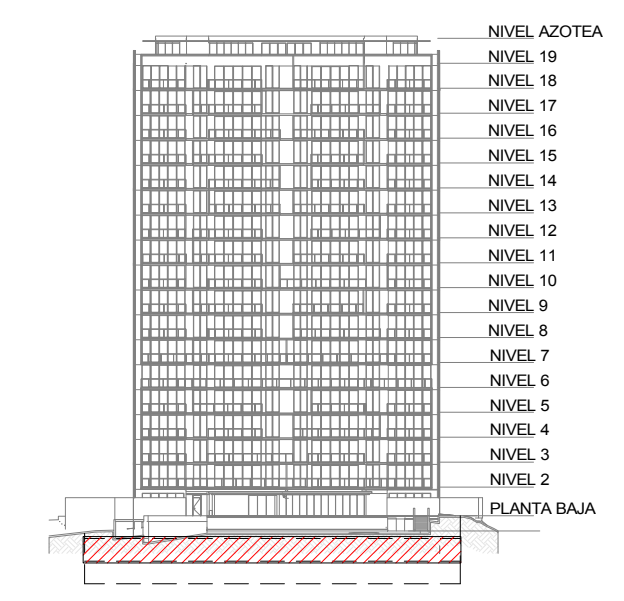 NIVEL AZOTEA
NIVEL 19
NIVEL 18
NIVEL 17
NIVEL 16
NIVEL 15
NIVEL 14
NIVEL 13
NIVEL 12
NIVEL 11
NIVEL 10
NIVEL 9
NIVEL 8
NIVEL 7
NIVEL 6
NIVEL 5
NIVEL 4
NIVEL 3
NIVEL 2
PLANTA BAJA